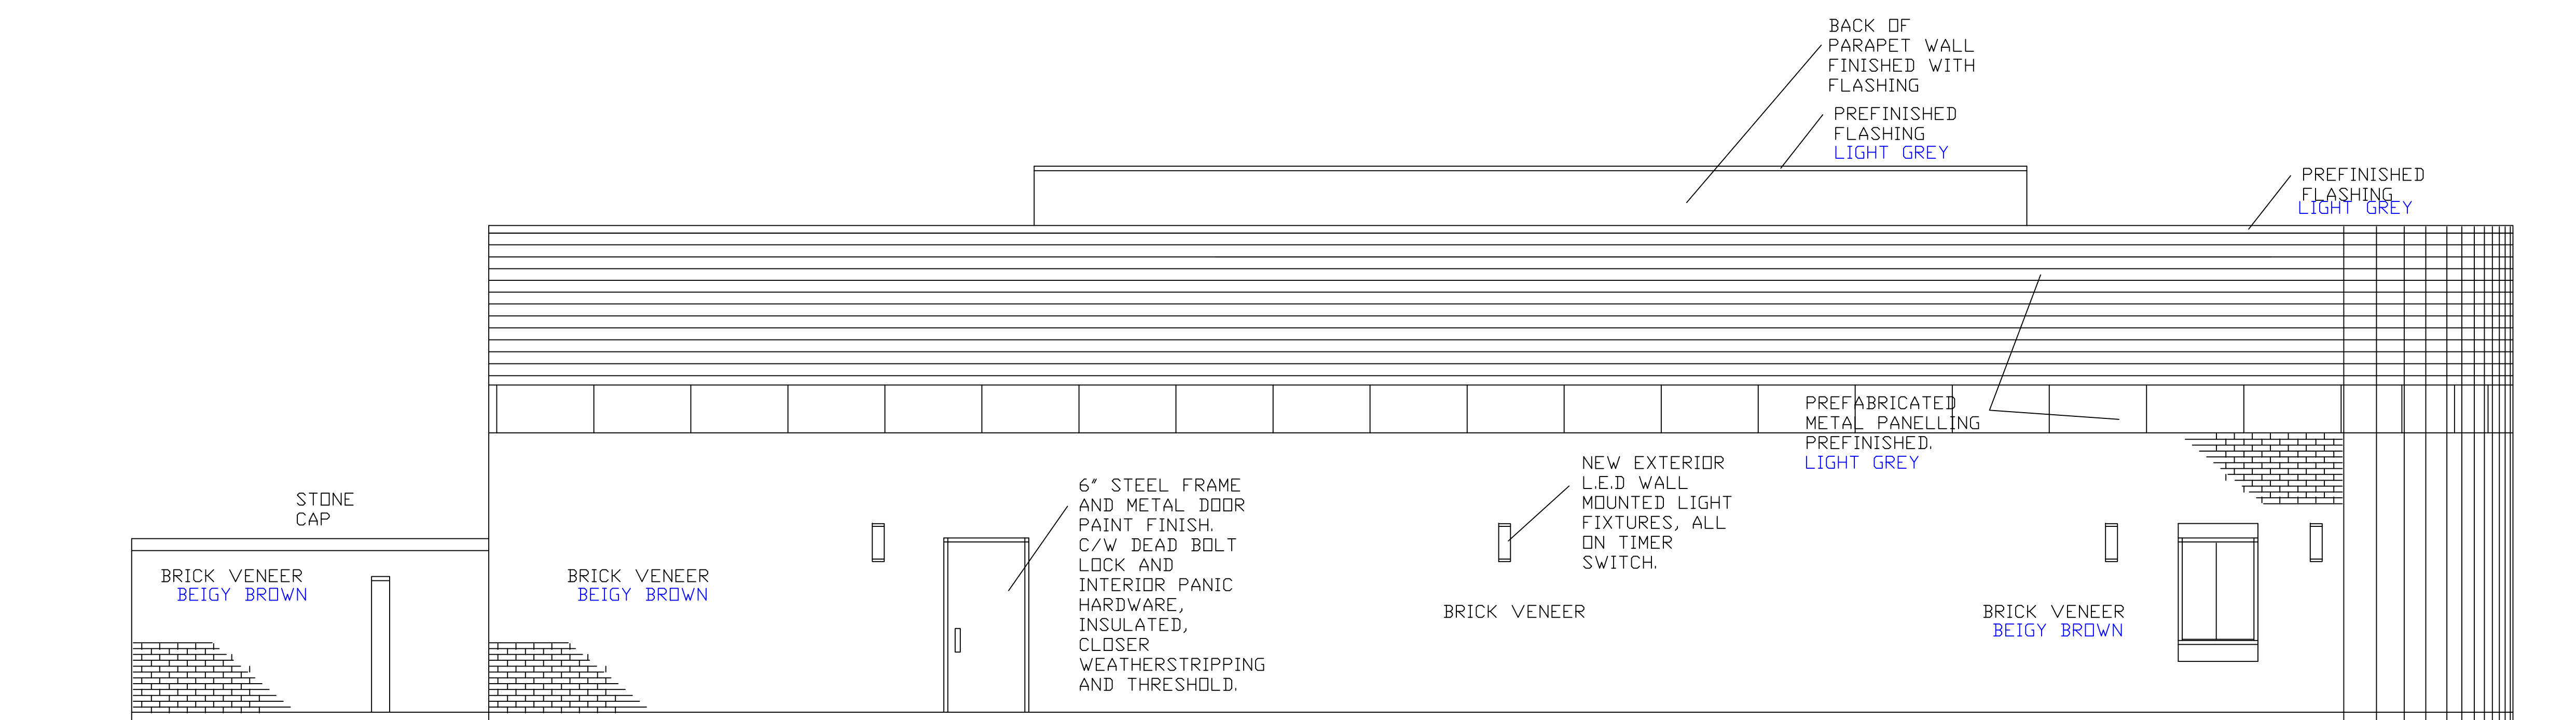 BACK OF
PARAPET WALL
FINISHED WITH
FLASHING
PREFINISHED
FLASHING
LIGHT GREY
PREFINISHED
FLASHING
LIGHT GREY
PREFABRICATED
METAL PANELLING
PREFINISHED.
LIGHT GREY
STONE
CAP
BRICK VENEER
BEIGY BROWN
BRICK VENEER
BEIGY BROWN
6" STEEL FRAME
AND METAL DOOR
PAINT FINISH.
C/W DEAD BOLT
LOCK AND
INTERIOR PANIC
HARDWARE,
INSULATED,
CLOSER
WEATHERSTRIPPING
AND THRESHOLD.
NEW EXTERIOR
L.E.D WALL
MOUNTED LIGHT
FIXTURES, ALL
ON TIMER
SWITCH.
BRICK VENEER
BRICK VENEER
BEIGY BROWN